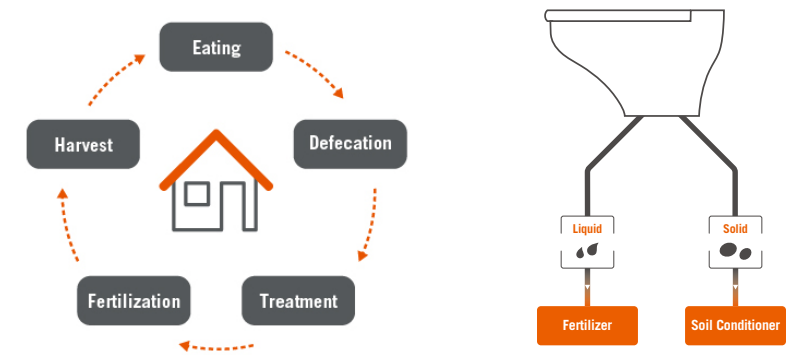 Eating
Harvest
Defecation
Fertilization
Treatment
Liquid
Solid
Fertilizer
Soil Conditioner